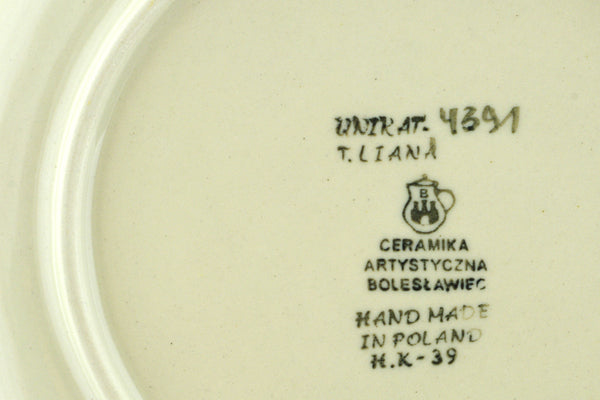 UNIKAT- 4391
T. LIANA
B
CERAMIKA
ARTYSTYCZNA
BOLESŁAWIEC
HAND MADE
IN POLAND
H.K-39